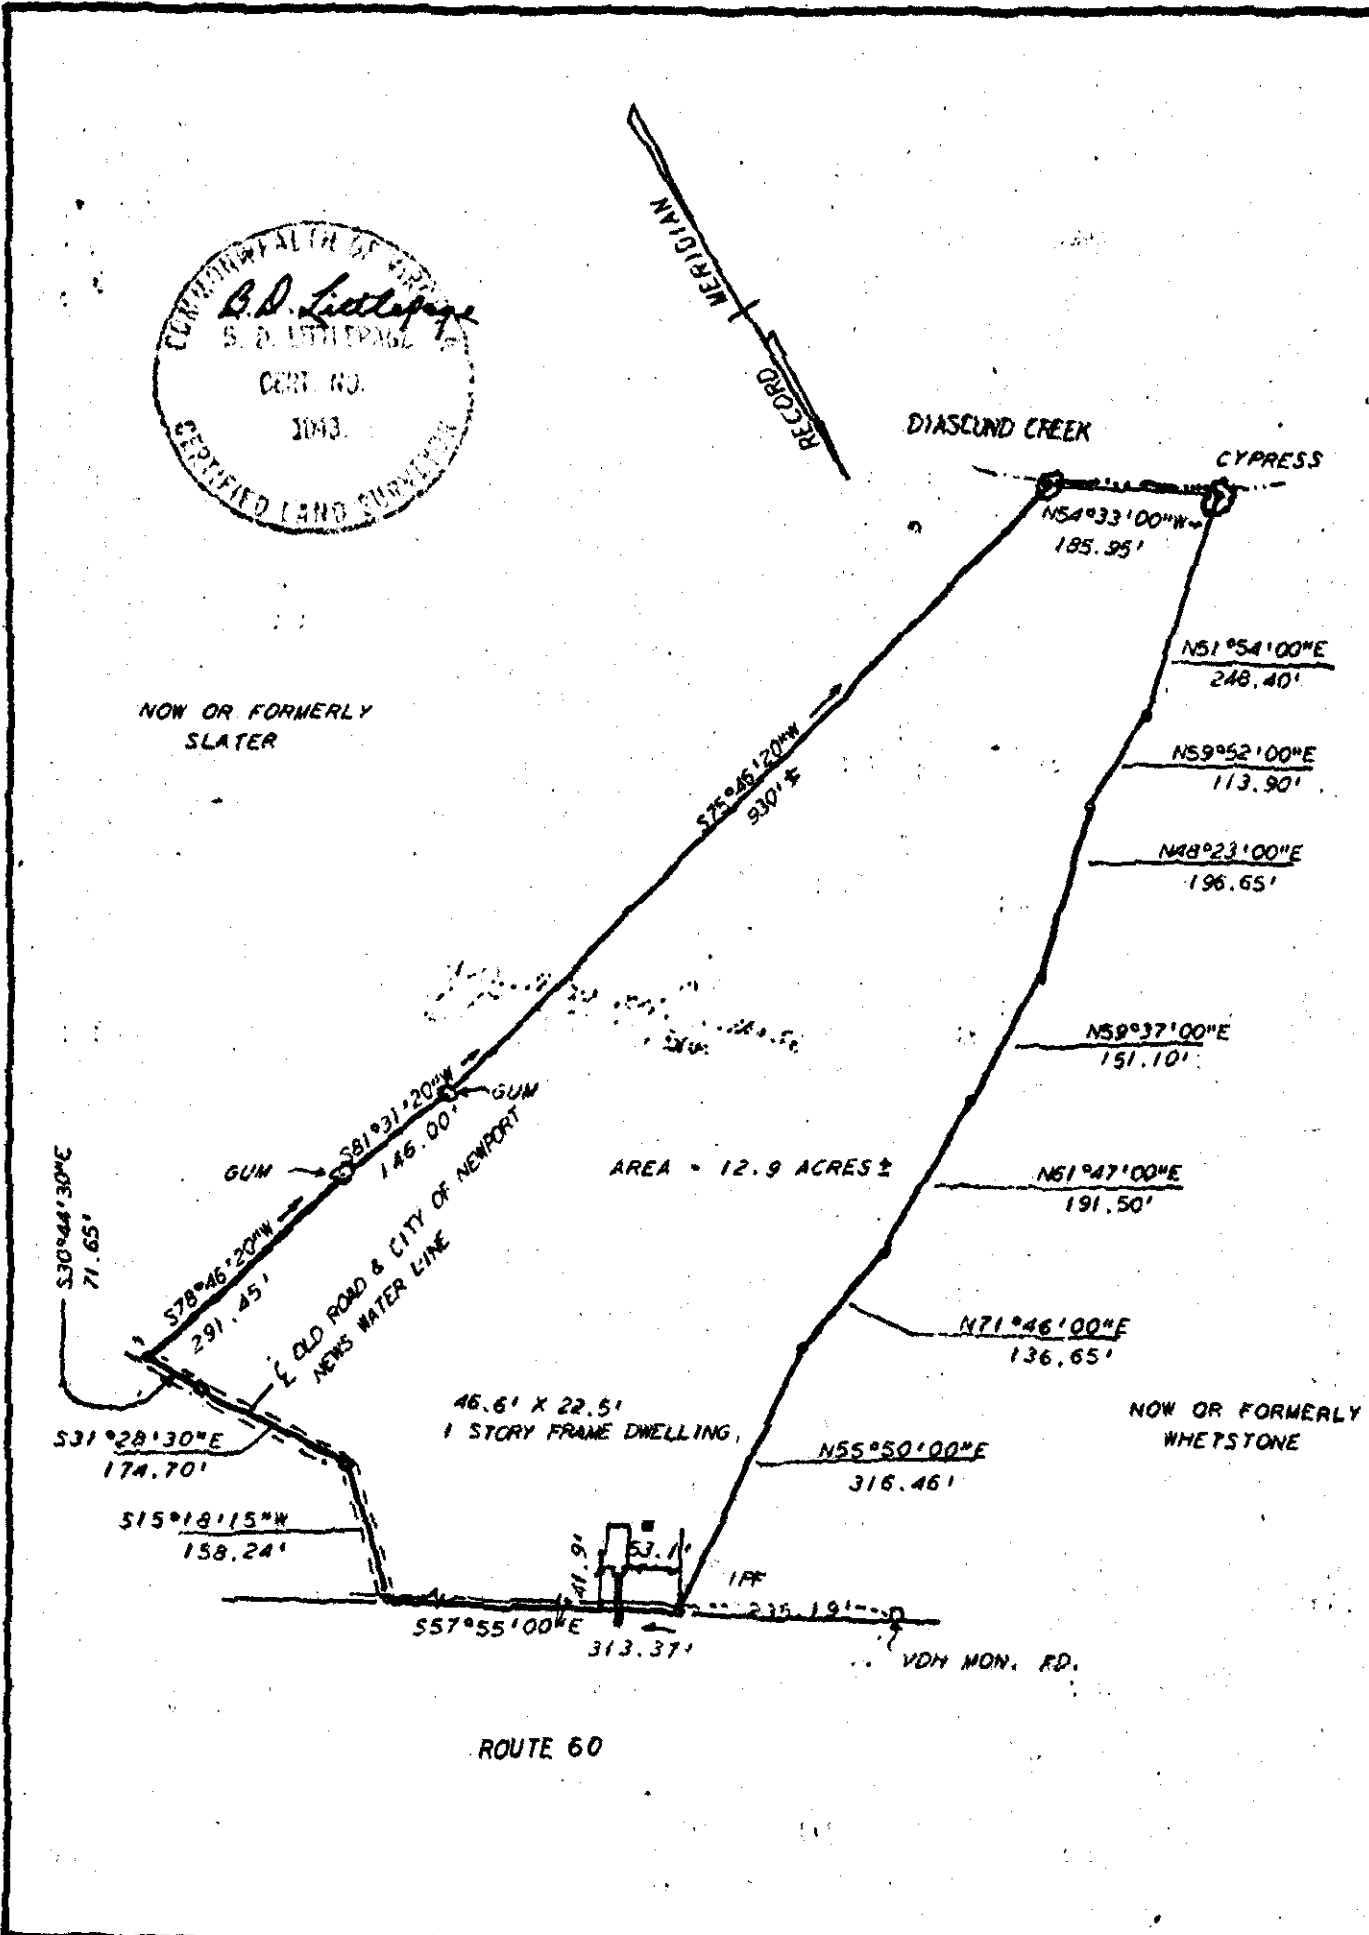 COMMONWEALTH OF
B.D. Littlepage
B. D. LITTLEPAGE
CERT. NO.
1043.
CERTIFIED LAND SURVEYOR
MERIDIAN
RECORD
DIASCUND CREEK
CYPRESS
N54°33'00"W
185.95'
N51°54'00"E
248.40'
NOW OR FORMERLY
SLATER
N59°52'00"E
113.90'
S75°46'20"W
930'±
N48°23'00"E
196.65'
N59°37'00"E
151.10'
S81°31'20"W
146.00'
GUM
GUM
AREA - 12.9 ACRES±
N61°47'00"E
191.50'
S30°44'30"E
71.65'
S78°46'20"W
291.45'
℄ OLD ROAD & CITY OF NEWPORT
NEWS WATER LINE
N71°46'00"E
136.65'
46.6' X 22.5'
1 STORY FRAME DWELLING
NOW OR FORMERLY
WHETSTONE
S31°28'30"E
174.70'
N55°50'00"E
316.46'
S15°18'15"W
158.24'
41.9'
53.1'
IPF
235.19'
S57°55'00"E
313.37'
VDH MON. FD.
ROUTE 60